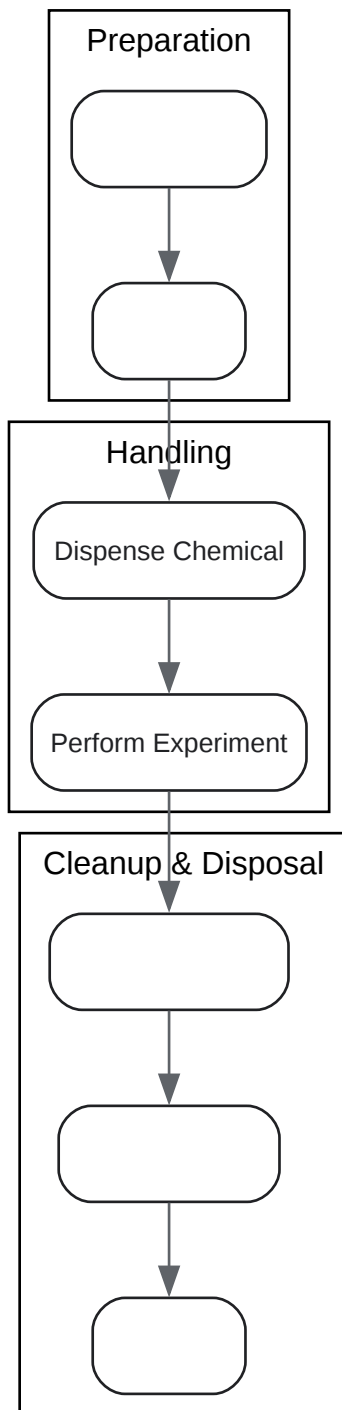 Preparation
Handling
Dispense Chemical
Perform Experiment
Cleanup & Disposal